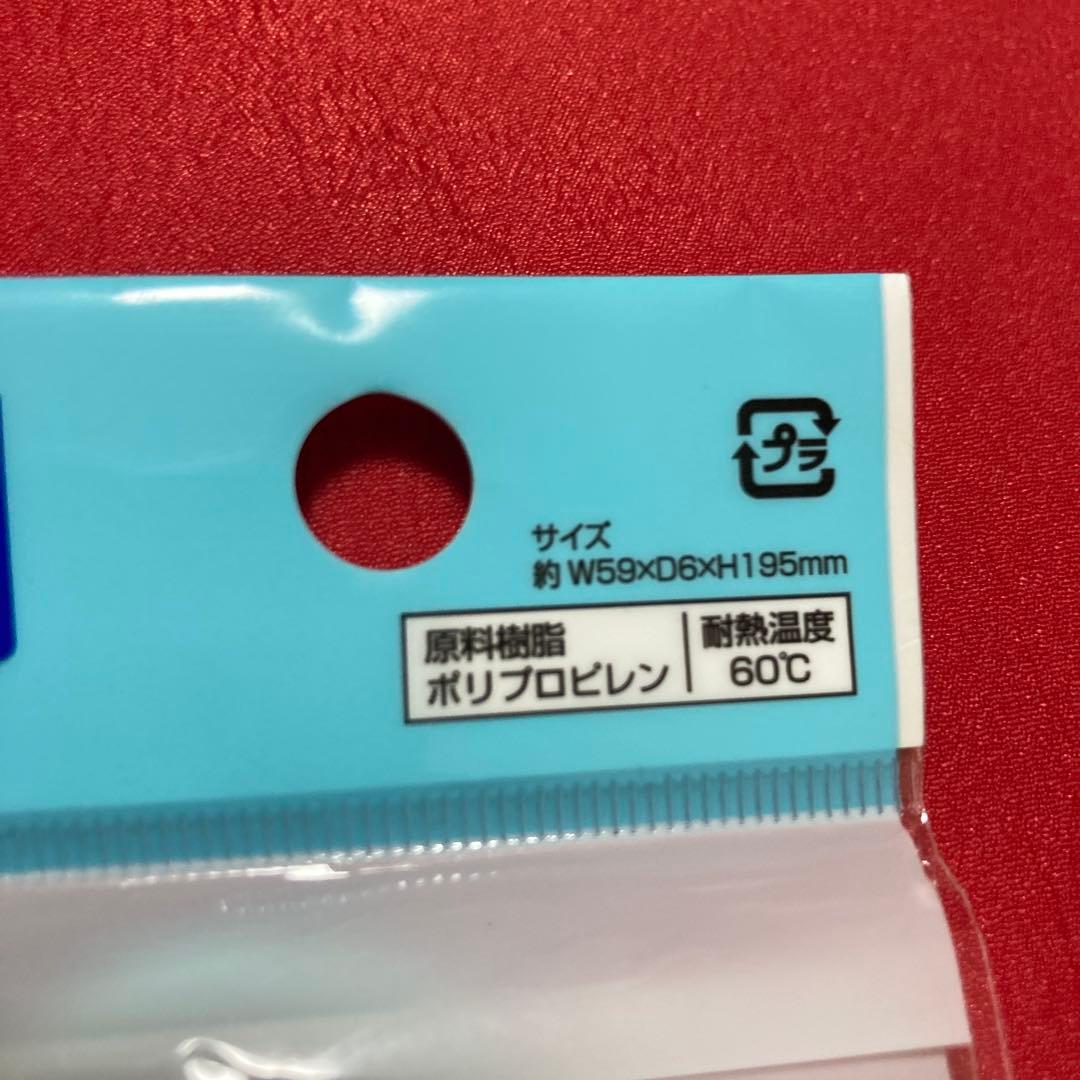 プラ
サイズ
約 W59×D6×H195mm
原料樹脂
ポリプロピレン
耐熱温度
60℃